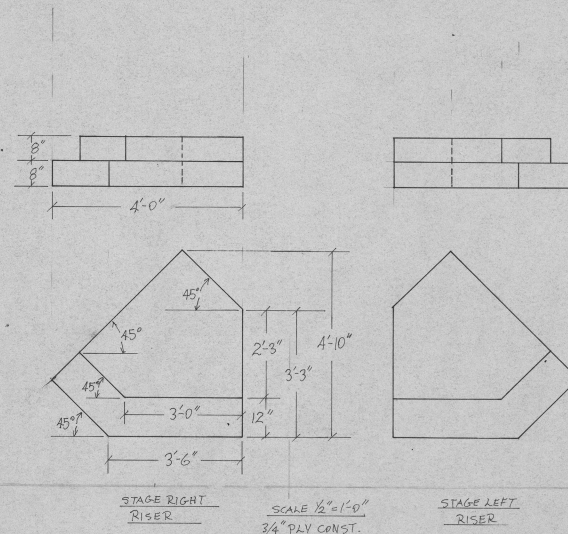 8"
8"
4'-0"
45°
45°
2'-3"
4'-10"
3'-3"
45°
3'-0"
12"
45°
3'-6"
STAGE RIGHT
RISER
SCALE 1/2"=1'-0"
3/4" PLY CONST.
STAGE LEFT
RISER